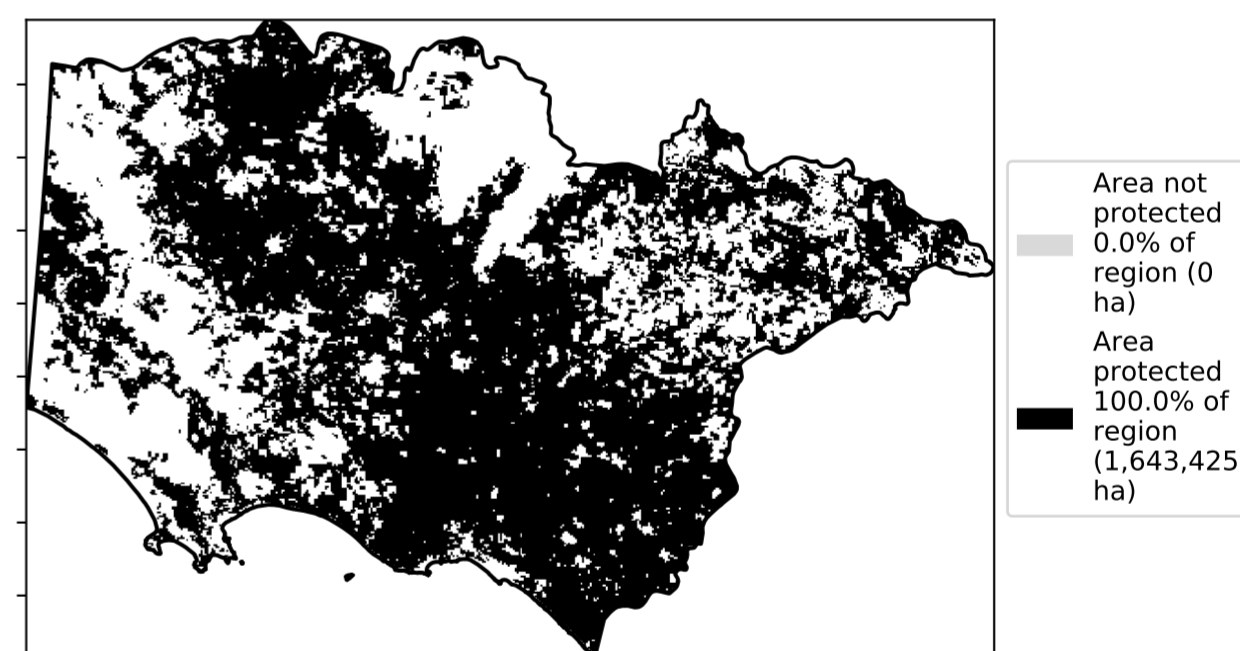 Area not
protected
0.0% of
region (0
ha)
Area
protected
100.0% of
region
(1,643,425
ha)